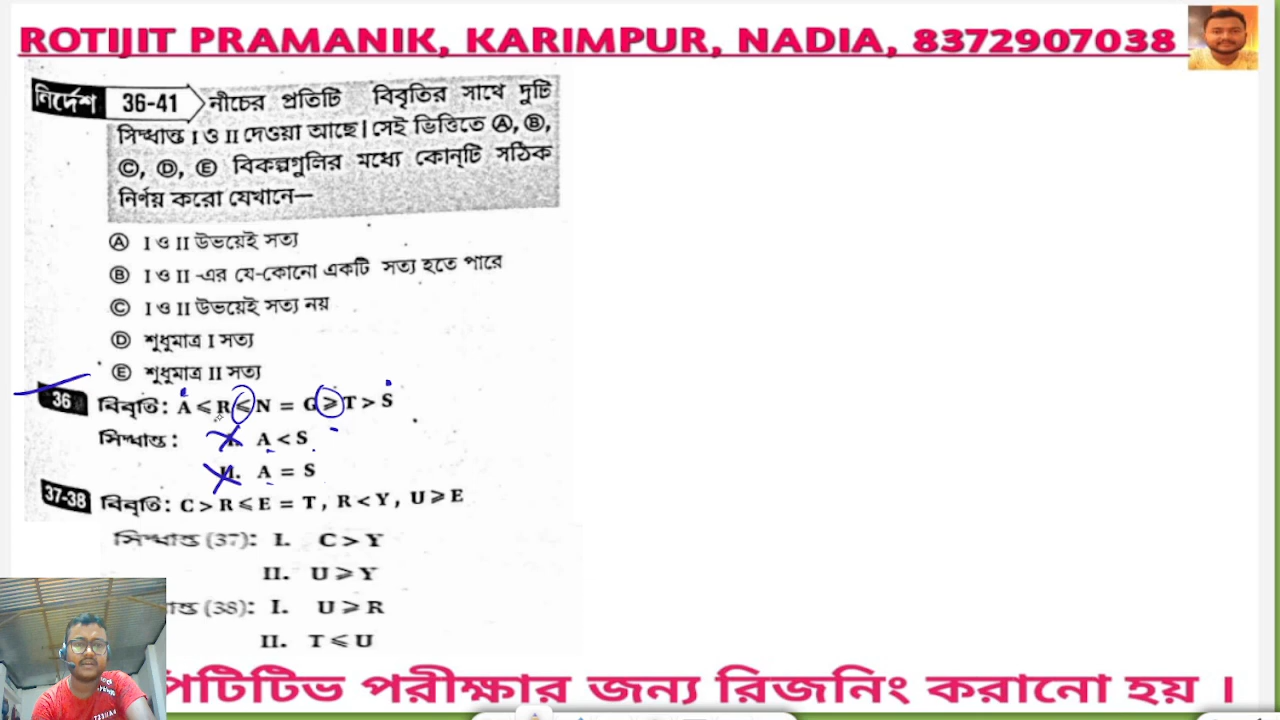 ROTIJIT PRAMANIK, KARIMPUR, NADIA, 8372907038
নির্দেশ 36-41 নীচের প্রতিটি বিবৃতির সাথে দুটি
সিদ্ধান্ত I ও II দেওয়া আছে। সেই ভিত্তিতে Ⓐ, Ⓑ,
Ⓒ, Ⓓ, Ⓔ বিকল্পগুলির মধ্যে কোন্‌টি সঠিক
নির্ণয় করো যেখানে—
Ⓐ I ও II উভয়েই সত্য
Ⓑ I ও II -এর যে-কোনো একটি সত্য হতে পারে
Ⓒ I ও II উভয়েই সত্য নয়
Ⓓ শুধুমাত্র I সত্য
Ⓔ শুধুমাত্র II সত্য
36 বিবৃতি: A ⩽ R ⩽ N = G ⩾ T > S
সিদ্ধান্ত: I. A < S
II. A = S
37-38 বিবৃতি: C > R ⩽ E = T, R < Y, U ⩾ E
সিদ্ধান্ত (37): I. C > Y
II. U ⩾ Y
ন্ত (38): I. U ⩾ R
II. T ⩽ U
পিটিটিভ পরীক্ষার জন্য রিজনিং করানো হয় ।